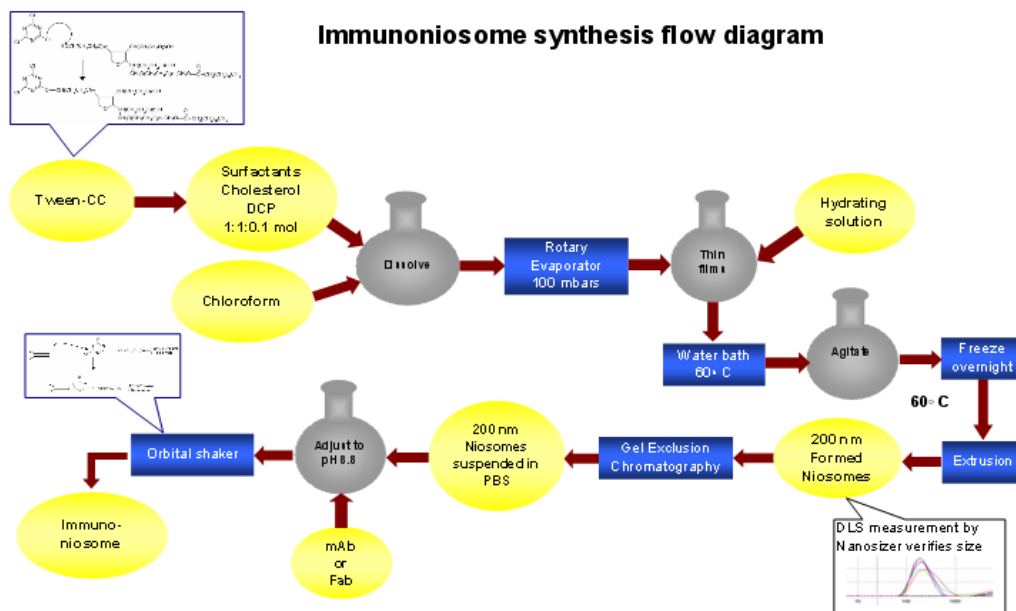 Immunoniosome synthesis flow diagram
Tween-CC
Surfactants
Cholesterol
DCP
1:1:0.1 mol
Chloroform
Dissolve
Rotary
Evaporator
100 mbars
Thin
films
Hydrating
solution
Water bath
60◦ C
Agitate
Freeze
overnight
60◦ C
Extrusion
200 nm
Formed
Niosomes
DLS measurement by
Nanosizer verifies size
Gel Exclusion
Chromatography
200 nm
Niosomes
suspended in
PBS
Adjust to
pH 8.8
mAb
or
Fab
Orbital shaker
Immuno-
niosome